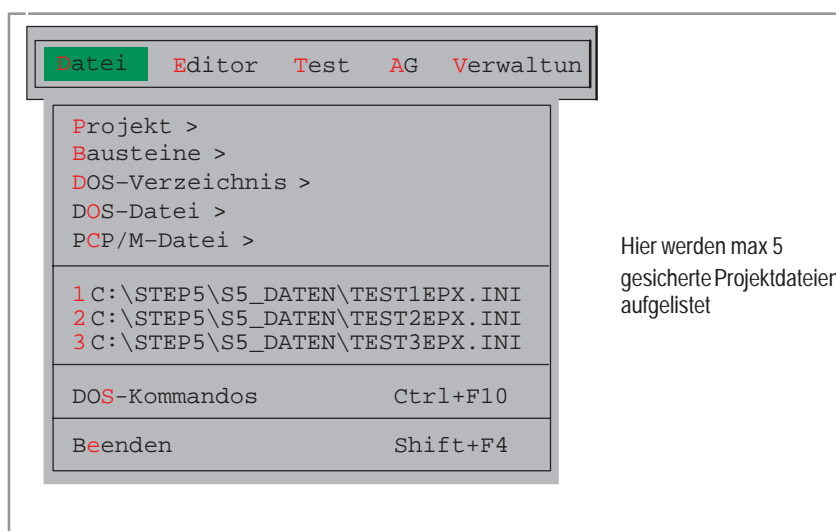 Datei Editor Test AG Verwaltun
Projekt >
Bausteine >
DOS–Verzeichnis >
DOS–Datei >
PCP/M–Datei >
1 C:\STEP5\S5_DATEN\TEST1EPX.INI
2 C:\STEP5\S5_DATEN\TEST2EPX.INI
3 C:\STEP5\S5_DATEN\TEST3EPX.INI
DOS–Kommandos Ctrl+F10
Beenden Shift+F4
Hier werden max 5
gesicherte Projektdateien
aufgelistet